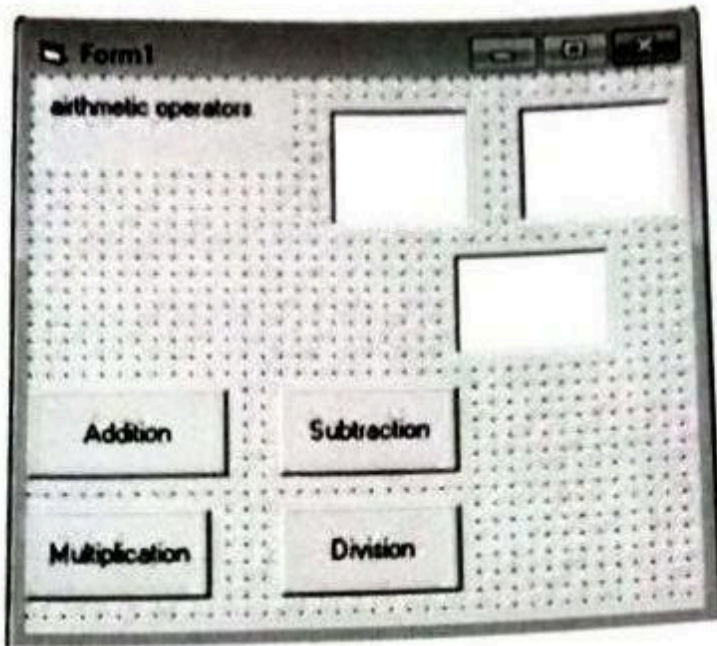 Form1
airthmetic operators
Addition
Subtraction
Multiplication
Division